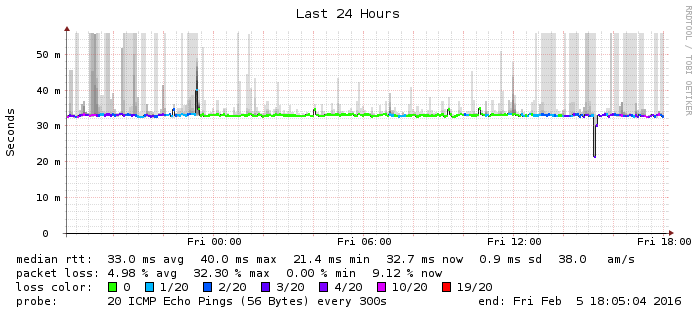 Last 24 Hours
RRDTOOL / TOBI OETIKER
Seconds
50 m
40 m
30 m
20 m
10 m
0
Fri 00:00 Fri 06:00 Fri 12:00 Fri 18:00
median rtt: 33.0 ms avg 40.0 ms max 21.4 ms min 32.7 ms now 0.9 ms sd 38.0 am/s
packet loss: 4.98 % avg 32.30 % max 0.00 % min 9.12 % now
loss color: 0 1/20 2/20 3/20 4/20 10/20 19/20
probe: 20 ICMP Echo Pings (56 Bytes) every 300s end: Fri Feb 5 18:05:04 2016